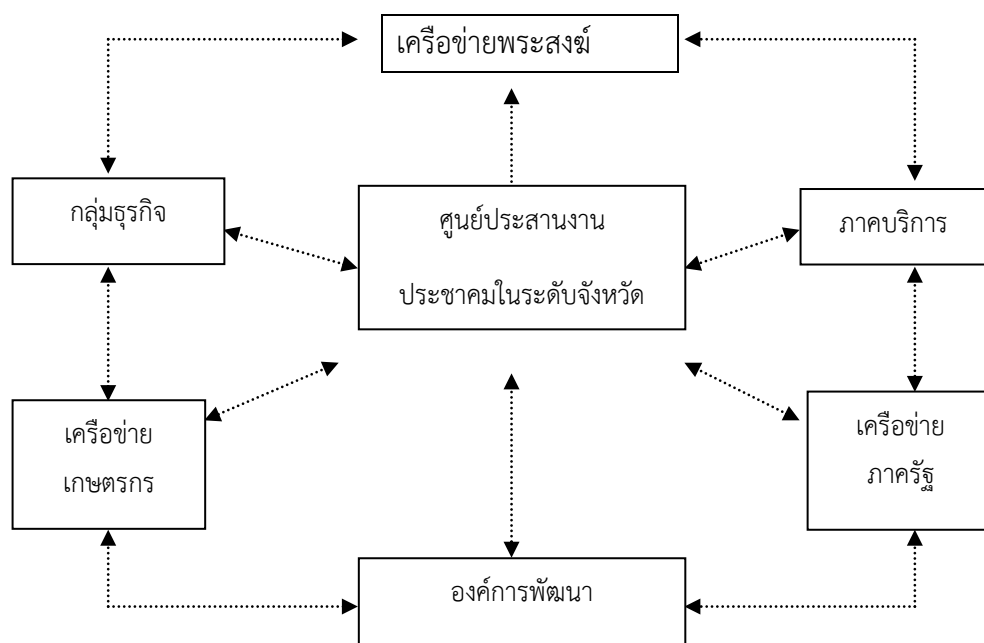 เครือข่ายพระสงฆ์
กลุ่มธุรกิจ
ศูนย์ประสานงาน
ประชาคมในระดับจังหวัด
ภาคบริการ
เครือข่าย
เกษตรกร
เครือข่าย
ภาครัฐ
องค์การพัฒนา